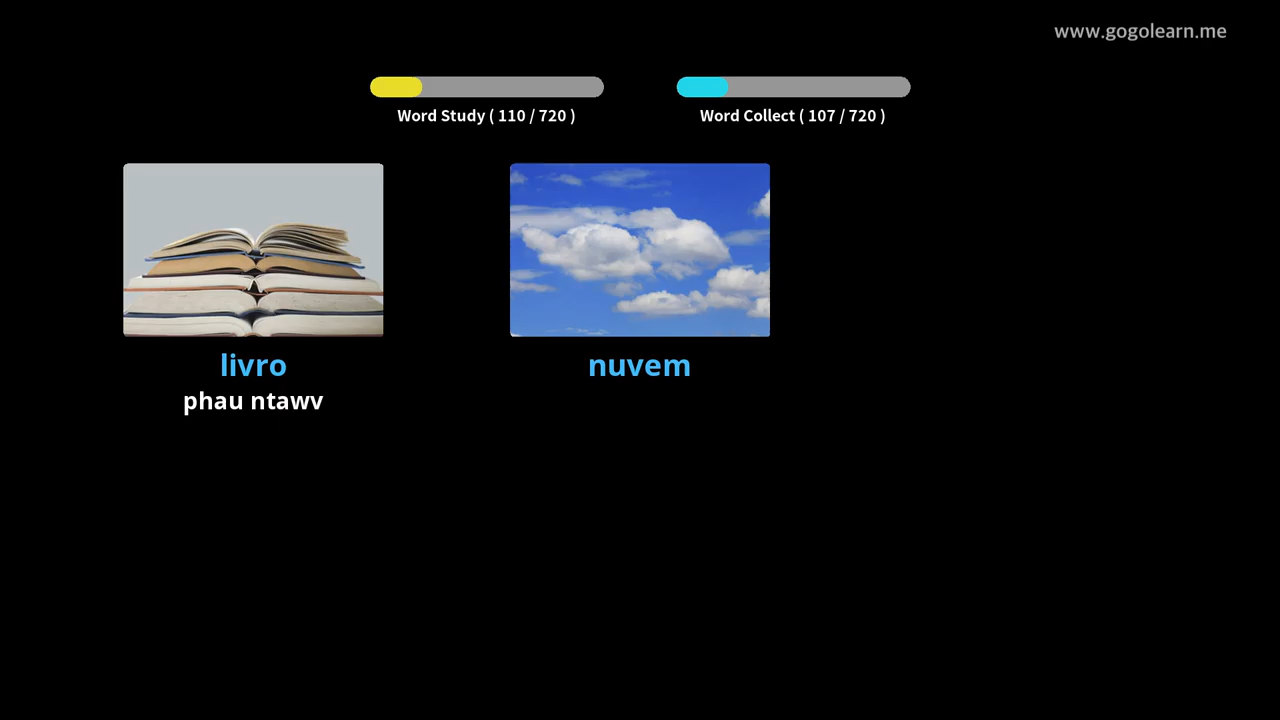 www.gogolearn.me
Word Study ( 110 / 720 )
Word Collect ( 107 / 720 )
livro
phau ntawv
nuvem